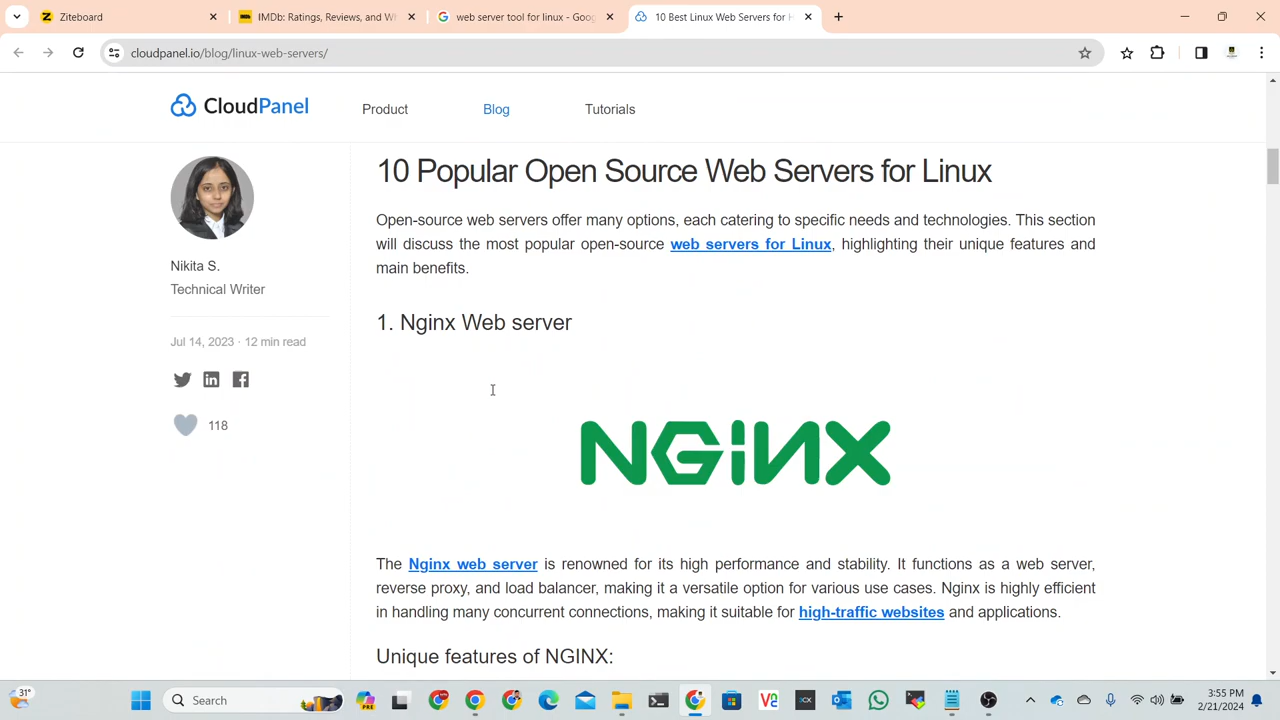 Ziteboard
IMDb: Ratings, Reviews, and Wh
web server tool for linux - Goog
10 Best Linux Web Servers for H
cloudpanel.io/blog/linux-web-servers/
CloudPanel
Product
Blog
Tutorials
Nikita S.
Technical Writer
Jul 14, 2023 · 12 min read
118
10 Popular Open Source Web Servers for Linux
Open-source web servers offer many options, each catering to specific needs and technologies. This section
will discuss the most popular open-source web servers for Linux, highlighting their unique features and
main benefits.
1. Nginx Web server
NGINX
The Nginx web server is renowned for its high performance and stability. It functions as a web server,
reverse proxy, and load balancer, making it a versatile option for various use cases. Nginx is highly efficient
in handling many concurrent connections, making it suitable for high-traffic websites and applications.
Unique features of NGINX:
31°
Search
3:55 PM
2/21/2024